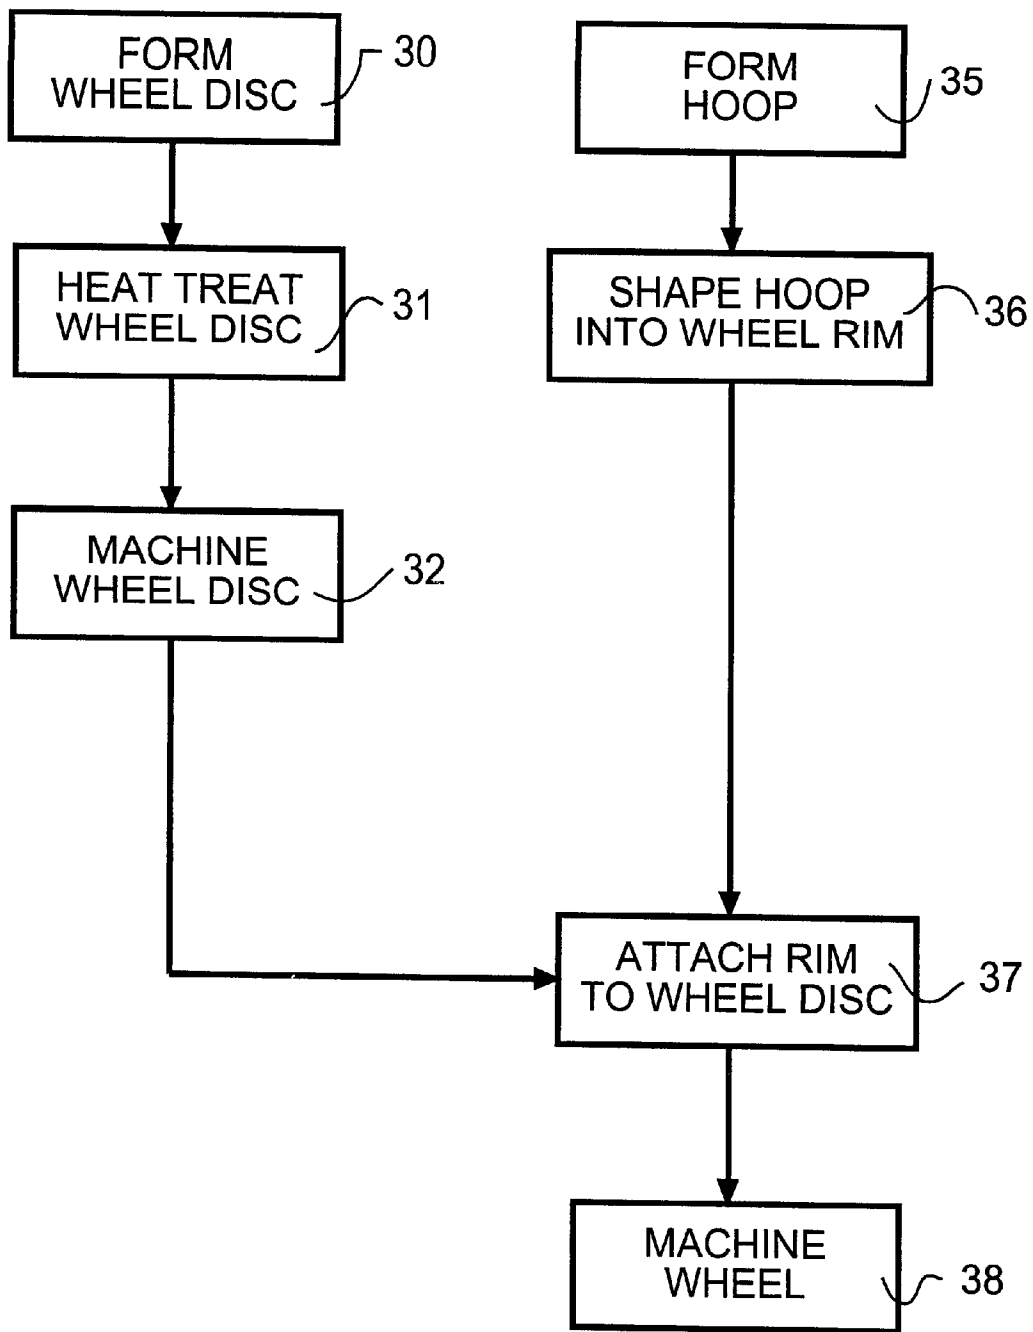 FORM
WHEEL DISC
30
HEAT TREAT
WHEEL DISC
31
MACHINE
WHEEL DISC
32
FORM
HOOP
35
SHAPE HOOP
INTO WHEEL RIM
36
ATTACH RIM
TO WHEEL DISC
37
MACHINE
WHEEL
38